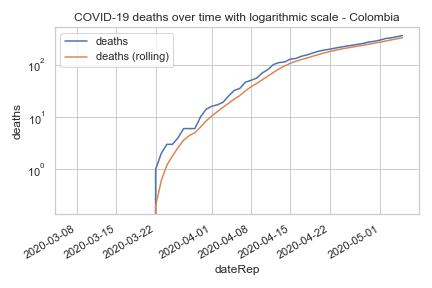 COVID-19 deaths over time with logarithmic scale - Colombia
deaths
deaths (rolling)
deaths
10²
10¹
10⁰
2020-03-08
2020-03-15
2020-03-22
2020-04-01
2020-04-08
2020-04-15
2020-04-22
2020-05-01
dateRep